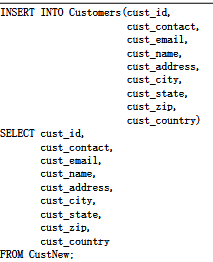 INSERT INTO Customers(cust_id,
cust_contact,
cust_email,
cust_name,
cust_address,
cust_city,
cust_state,
cust_zip,
cust_country)
SELECT cust_id,
cust_contact,
cust_email,
cust_name,
cust_address,
cust_city,
cust_state,
cust_zip,
cust_country
FROM CustNew;